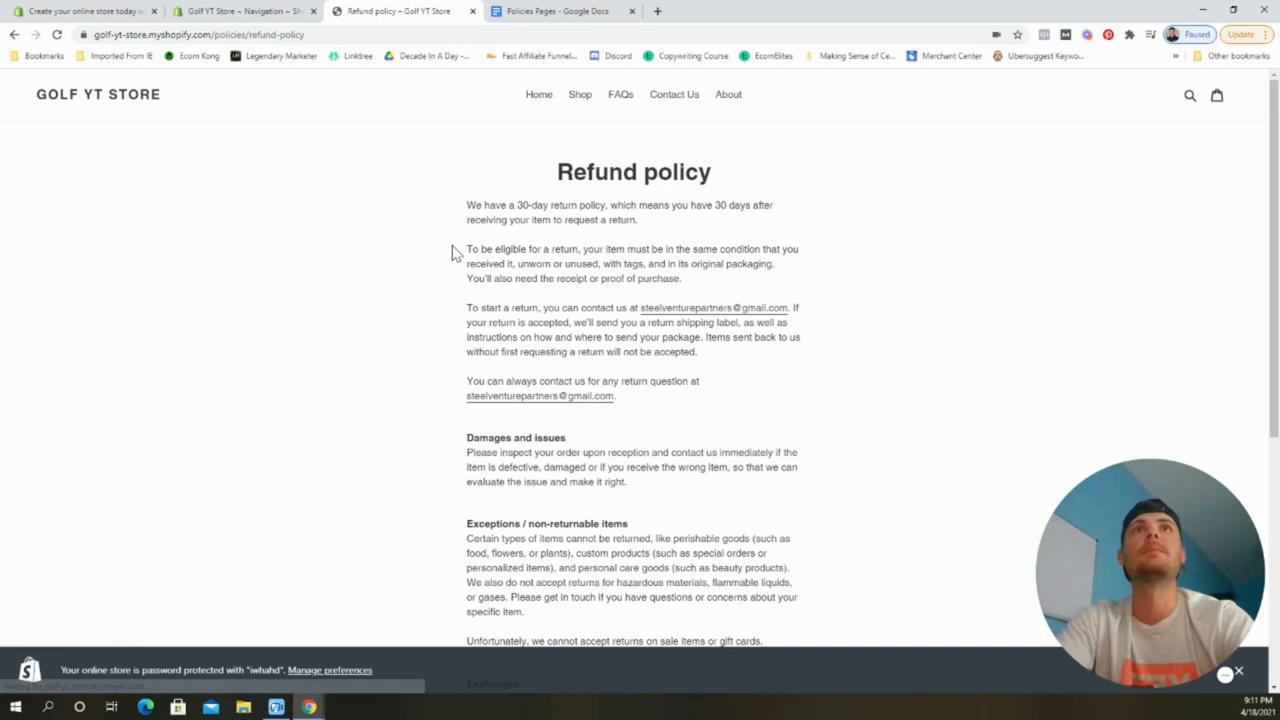 Create your online store today w
Golf YT Store ~ Navigation ~ Sho
Refund policy – Golf YT Store
Policies Pages - Google Docs
golf-yt-store.myshopify.com/policies/refund-policy
Paused
Update
Bookmarks
Imported From IE
Ecom Kong
Legendary Marketer
Linktree
Decade In A Day -...
Fast Affiliate Funnel...
Discord
Copywriting Course
EcomElites
Making Sense of Ce...
Merchant Center
Ubersuggest Keywo...
Other bookmarks
GOLF YT STORE
Home
Shop
FAQs
Contact Us
About
Refund policy
We have a 30-day return policy, which means you have 30 days after
receiving your item to request a return.
To be eligible for a return, your item must be in the same condition that you
received it, unworn or unused, with tags, and in its original packaging.
You'll also need the receipt or proof of purchase.
To start a return, you can contact us at steelventurepartners@gmail.com. If
your return is accepted, we'll send you a return shipping label, as well as
instructions on how and where to send your package. Items sent back to us
without first requesting a return will not be accepted.
You can always contact us for any return question at
steelventurepartners@gmail.com.
Damages and issues
Please inspect your order upon reception and contact us immediately if the
item is defective, damaged or if you receive the wrong item, so that we can
evaluate the issue and make it right.
Exceptions / non-returnable items
Certain types of items cannot be returned, like perishable goods (such as
food, flowers, or plants), custom products (such as special orders or
personalized items), and personal care goods (such as beauty products).
We also do not accept returns for hazardous materials, flammable liquids,
or gases. Please get in touch if you have questions or concerns about your
specific item.
Unfortunately, we cannot accept returns on sale items or gift cards.
Your online store is password protected with "iwhahd". Manage preferences
Exchanges
9:11 PM
4/18/2021